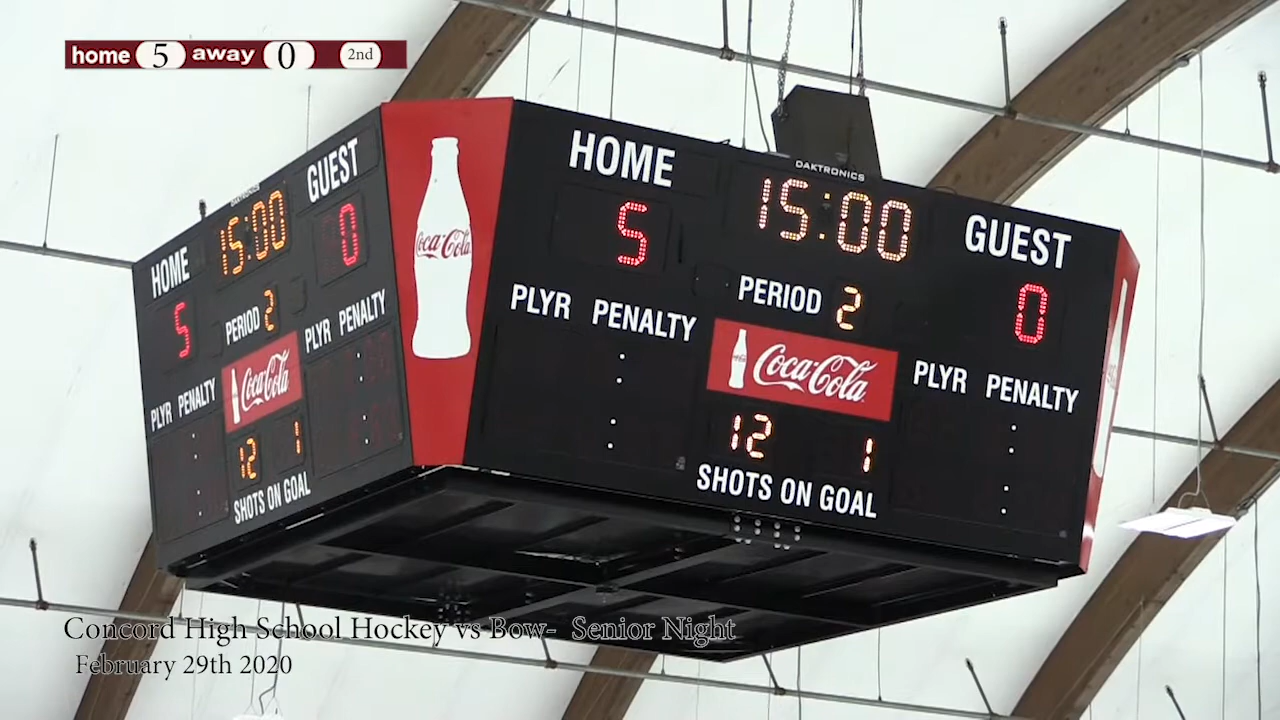 home 5 away 0 2nd
DAKTRONICS
HOME 15:00 GUEST
5 0
PERIOD 2
PLYR PENALTY PLYR PENALTY
Coca-Cola
12 1
SHOTS ON GOAL
Coca-Cola
DAKTRONICS
HOME 15:00 GUEST
5 0
PERIOD 2
PLYR PENALTY PLYR PENALTY
Coca-Cola
12 1
SHOTS ON GOAL
Concord High School Hockey vs Bow- Senior Night
February 29th 2020